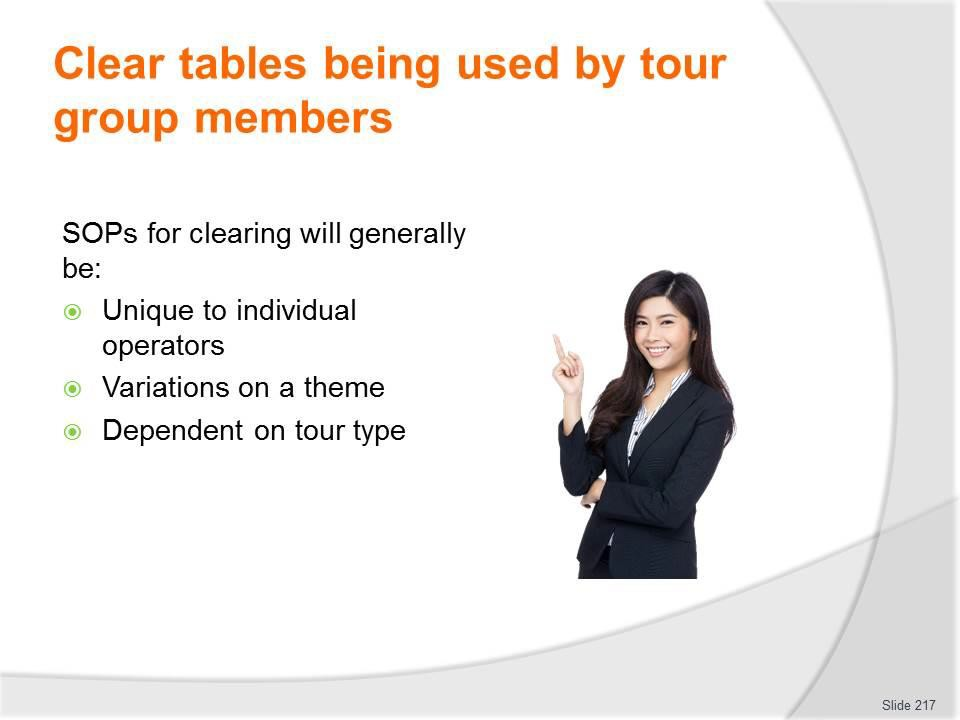 Clear tables being used by tour
group members
SOPs for clearing will generally
be:
Unique to individual
operators
Variations on a theme
Dependent on tour type
Slide 217